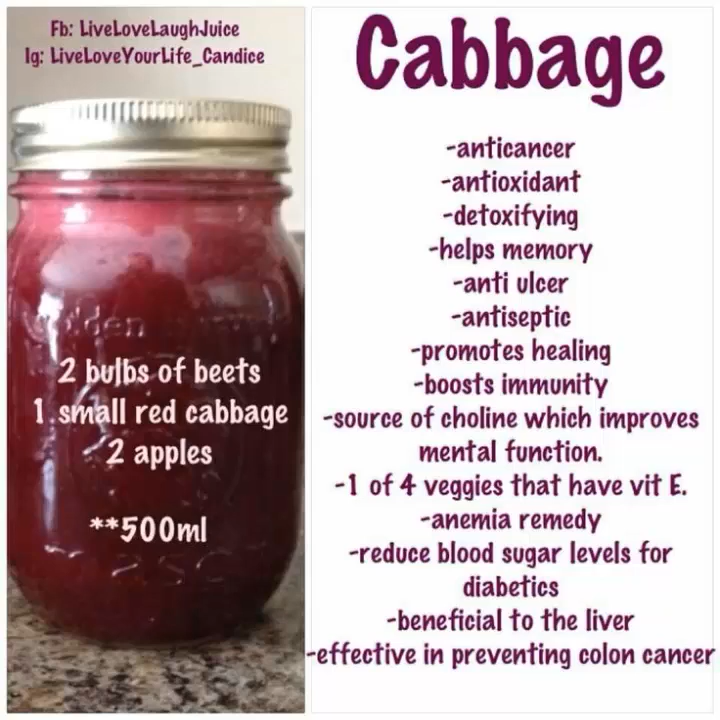 Fb: LiveLoveLaughJuice
Ig: LiveLoveYourLife_Candice
2 bulbs of beets
1 small red cabbage
2 apples
**500ml
Cabbage
-anticancer
-antioxidant
-detoxifying
-helps memory
-anti ulcer
-antiseptic
-promotes healing
-boosts immunity
-source of choline which improves
mental function.
-1 of 4 veggies that have vit E.
-anemia remedy
-reduce blood sugar levels for
diabetics
-beneficial to the liver
-effective in preventing colon cancer